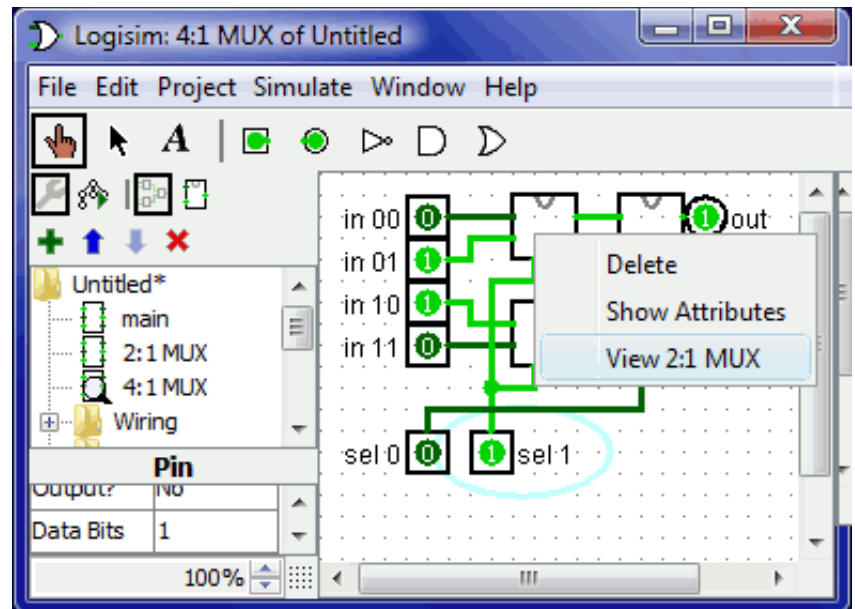 Logisim: 4:1 MUX of Untitled
File Edit Project Simulate Window Help
A
in 00 0 1 out
in 01 1
in 10 1
in 11 0
sel 0 0 1 sel 1
Delete
Show Attributes
View 2:1 MUX
Untitled*
main
2:1 MUX
4:1 MUX
Wiring
Pin
Output? No
Data Bits 1
100%